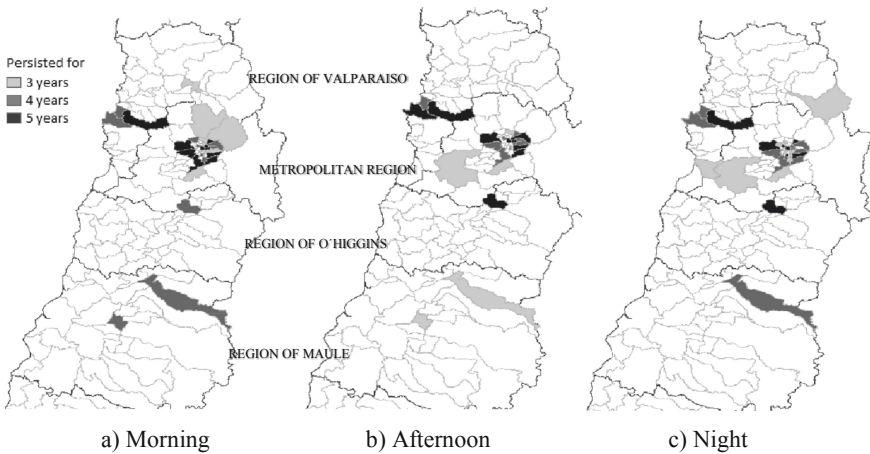 Persisted for
3 years
4 years
5 years
REGION OF VALPARAISO
METROPOLITAN REGION
REGION OF O´HIGGINS
REGION OF MAULE
a) Morning
b) Afternoon
c) Night